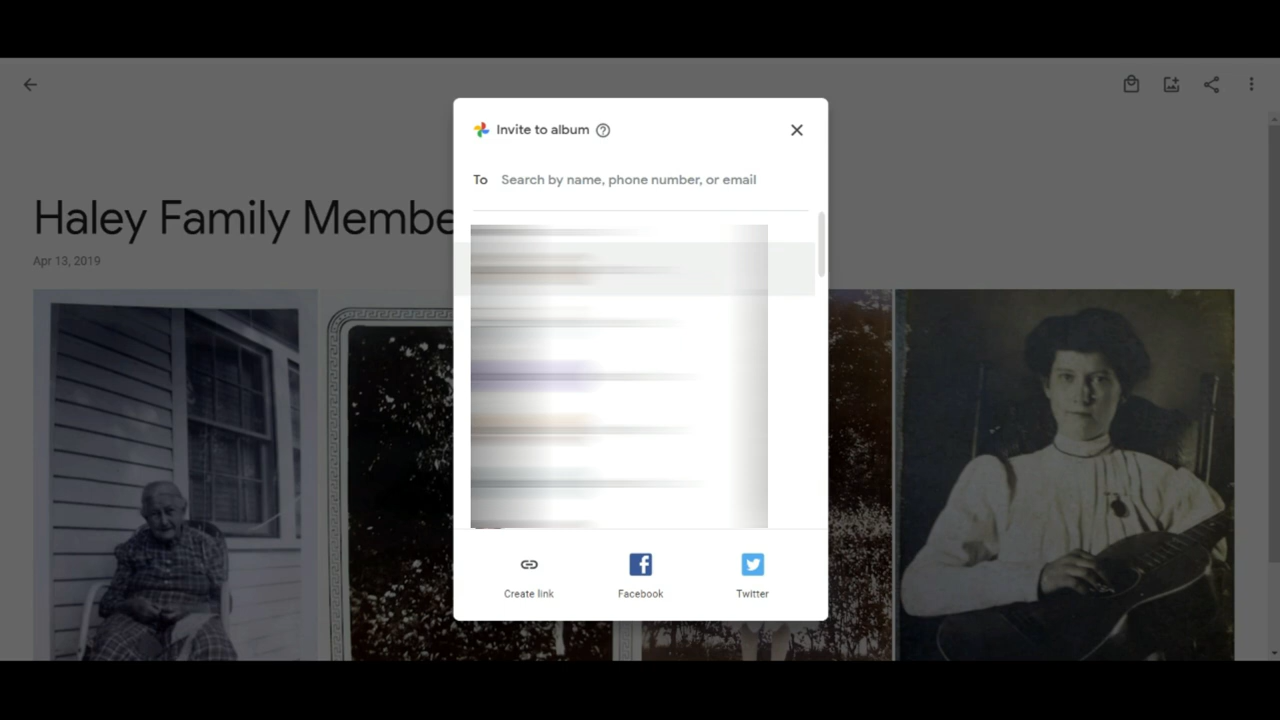 Invite to album
To Search by name, phone number, or email
Haley Family Membe
Apr 13, 2019
Create link Facebook Twitter